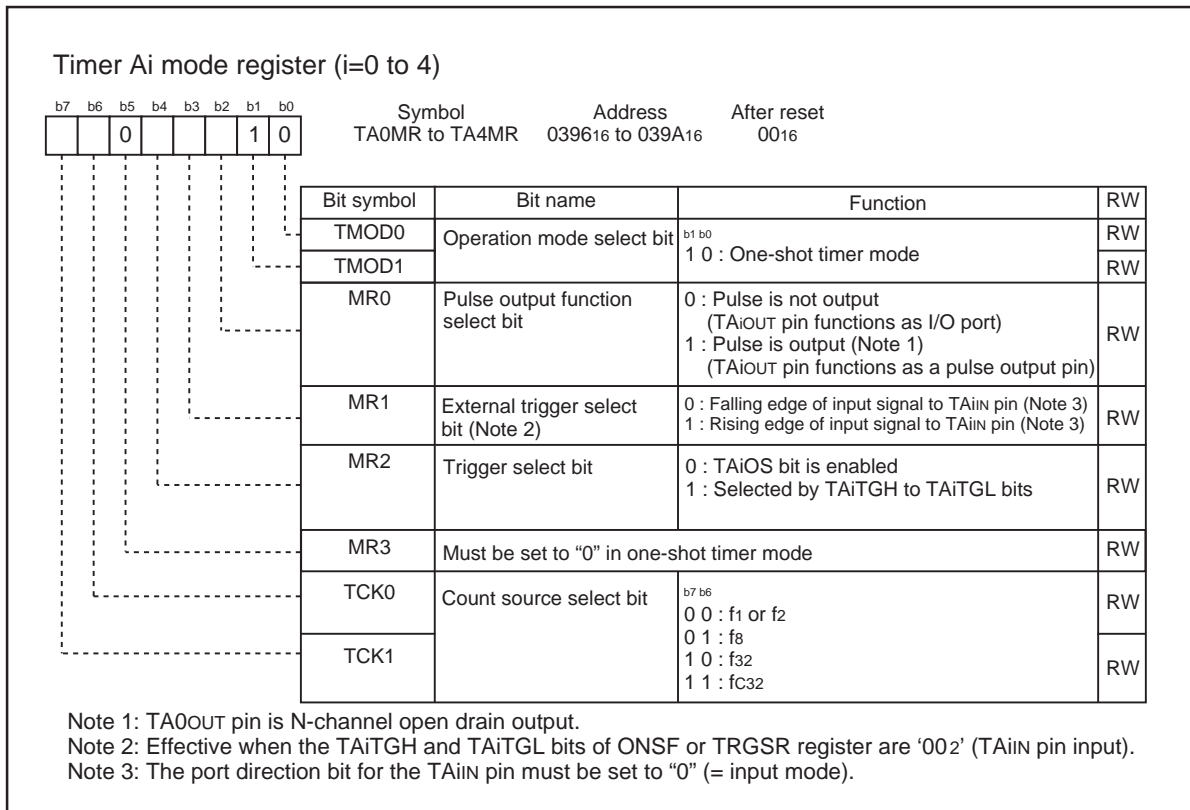 Timer Ai mode register (i=0 to 4)
b7 b6 b5 b4 b3 b2 b1 b0
0 1 0
Symbol Address After reset
TA0MR to TA4MR 039616 to 039A16 0016
Bit symbol Bit name Function RW
TMOD0 Operation mode select bit b1 b0 RW
1 0 : One-shot timer mode
TMOD1 RW
MR0 Pulse output function 0 : Pulse is not output
select bit (TAiOUT pin functions as I/O port)
1 : Pulse is output (Note 1) RW
(TAiOUT pin functions as a pulse output pin)
MR1 External trigger select 0 : Falling edge of input signal to TAiIN pin (Note 3)
bit (Note 2) 1 : Rising edge of input signal to TAiIN pin (Note 3) RW
MR2 Trigger select bit 0 : TAiOS bit is enabled
1 : Selected by TAiTGH to TAiTGL bits RW
MR3 Must be set to “0” in one-shot timer mode RW
TCK0 Count source select bit b7 b6 RW
0 0 : f1 or f2
0 1 : f8
TCK1 1 0 : f32 RW
1 1 : fC32
Note 1: TA0OUT pin is N-channel open drain output.
Note 2: Effective when the TAiTGH and TAiTGL bits of ONSF or TRGSR register are ‘002’ (TAiIN pin input).
Note 3: The port direction bit for the TAiIN pin must be set to “0” (= input mode).